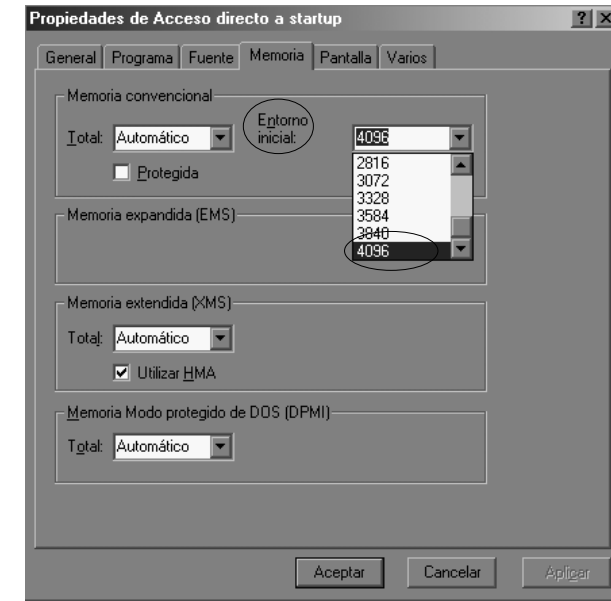 Propiedades de Acceso directo a startup
General Programa Fuente Memoria Pantalla Varios
Memoria convencional
Total: Automático Entorno inicial: 4096
Protegida
2816
3072
3328
3584
3840
4096
Memoria expandida (EMS)
Memoria extendida (XMS)
Total: Automático
Utilizar HMA
Memoria Modo protegido de DOS (DPMI)
Total: Automático
Aceptar Cancelar Aplicar